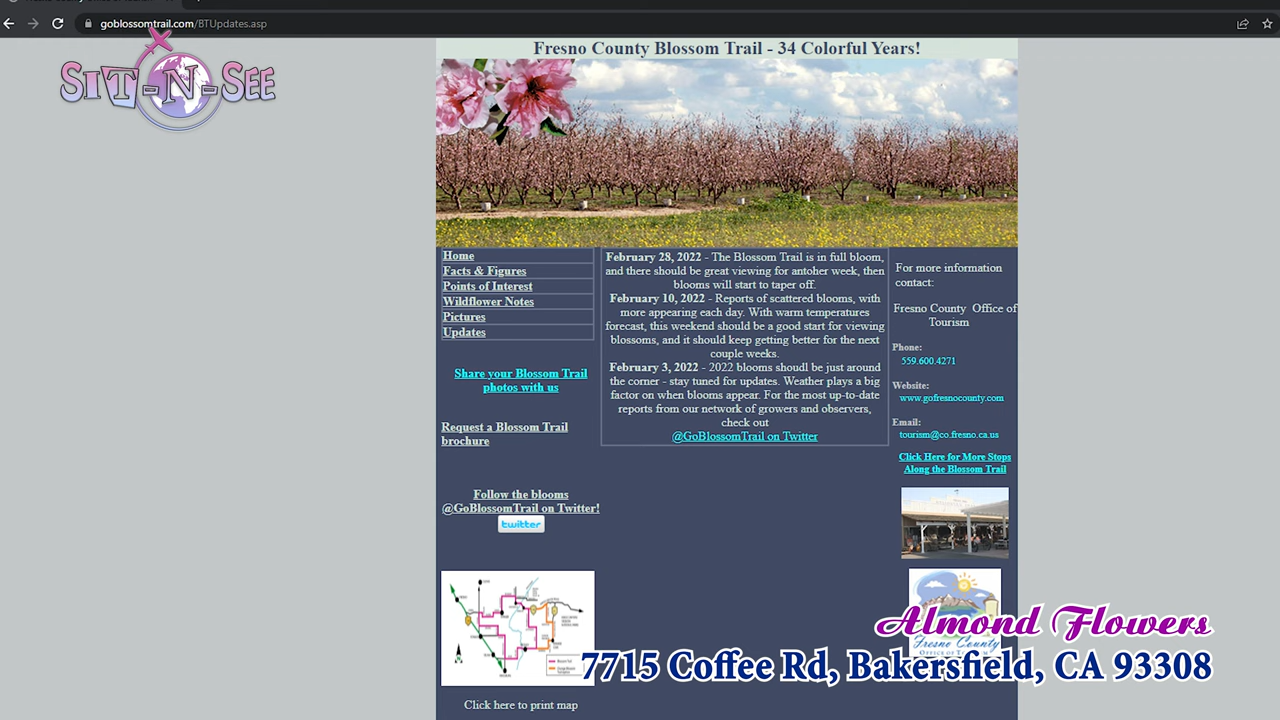 goblossomtrail.com/BTUpdates.asp
SIT-N-SEE
Fresno County Blossom Trail - 34 Colorful Years!
Home
Facts & Figures
Points of Interest
Wildflower Notes
Pictures
Updates
Share your Blossom Trail
photos with us
Request a Blossom Trail
brochure
Follow the blooms
@GoBlossomTrail on Twitter!
twitter
Click here to print map
February 28, 2022 - The Blossom Trail is in full bloom,
and there should be great viewing for antoher week, then
blooms will start to taper off.
February 10, 2022 - Reports of scattered blooms, with
more appearing each day. With warm temperatures
forecast, this weekend should be a good start for viewing
blossoms, and it should keep getting better for the next
couple weeks.
February 3, 2022 - 2022 blooms shoudl be just around
the corner - stay tuned for updates. Weather plays a big
factor on when blooms appear. For the most up-to-date
reports from our network of growers and observers,
check out
@GoBlossomTrail on Twitter
For more information
contact:
Fresno County Office of
Tourism
Phone:
559.600.4271
Website:
www.gofresnocounty.com
Email:
tourism@co.fresno.ca.us
Click Here for More Stops
Along the Blossom Trail
Fresno County
Almond Flowers
7715 Coffee Rd, Bakersfield, CA 93308